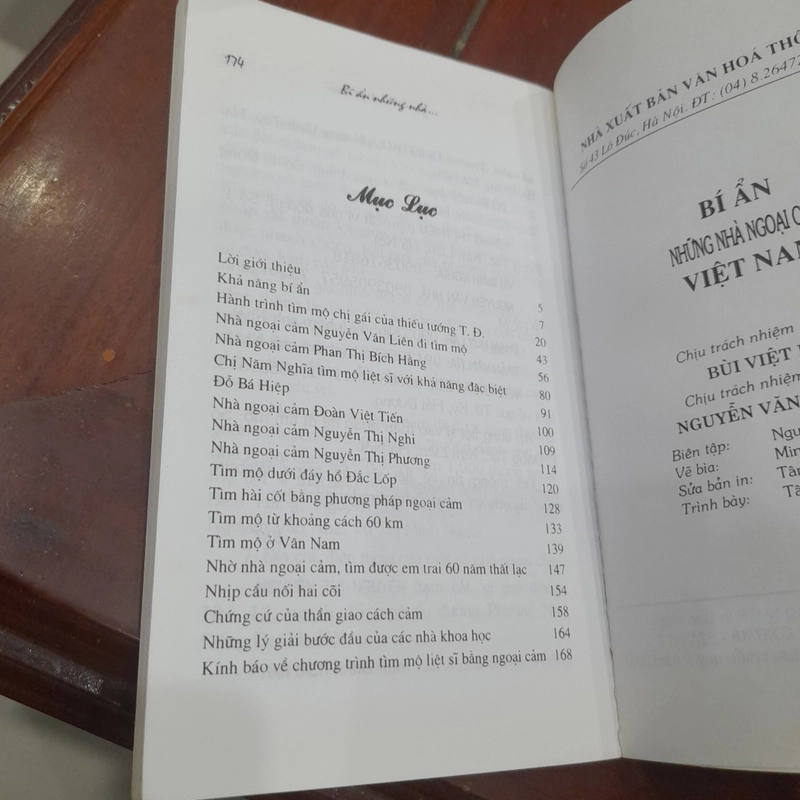 174
Bí ẩn những nhà...
Mục Lục
Lời giới thiệu 5
Khả năng bí ẩn 7
Hành trình tìm mộ chị gái của thiếu tướng T. Đ. 20
Nhà ngoại cảm Nguyễn Văn Liên đi tìm mộ 43
Nhà ngoại cảm Phan Thị Bích Hằng 56
Chị Năm Nghĩa tìm mộ liệt sĩ với khả năng đặc biệt 80
Đỗ Bá Hiệp 91
Nhà ngoại cảm Đoàn Việt Tiến 100
Nhà ngoại cảm Nguyễn Thị Nghi 109
Nhà ngoại cảm Nguyễn Thị Phương 114
Tìm mộ dưới đáy hồ Đắc Lốp 120
Tìm hài cốt bằng phương pháp ngoại cảm 128
Tìm mộ từ khoảng cách 60 km 133
Tìm mộ ở Vân Nam 139
Nhờ nhà ngoại cảm, tìm được em trai 60 năm thất lạc 147
Nhịp cầu nối hai cõi 154
Chứng cứ của thần giao cách cảm 158
Những lý giải bước đầu của các nhà khoa học 164
Kính báo về chương trình tìm mộ liệt sĩ bằng ngoại cảm 168
NHÀ XUẤT BẢN VĂN HOÁ
Số 43 Lò Đúc, Hà Nội. ĐT: (04) 8.26472
BÍ ẨN
NHỮNG NHÀ NGOẠI
VIỆT NAM
Chịu trách nhiệm
BÙI VIỆT
Chịu trách nhiệm
NGUYỄN VĂN
Biên tập:
Vẽ bìa:
Sửa bản in:
Trình bày: